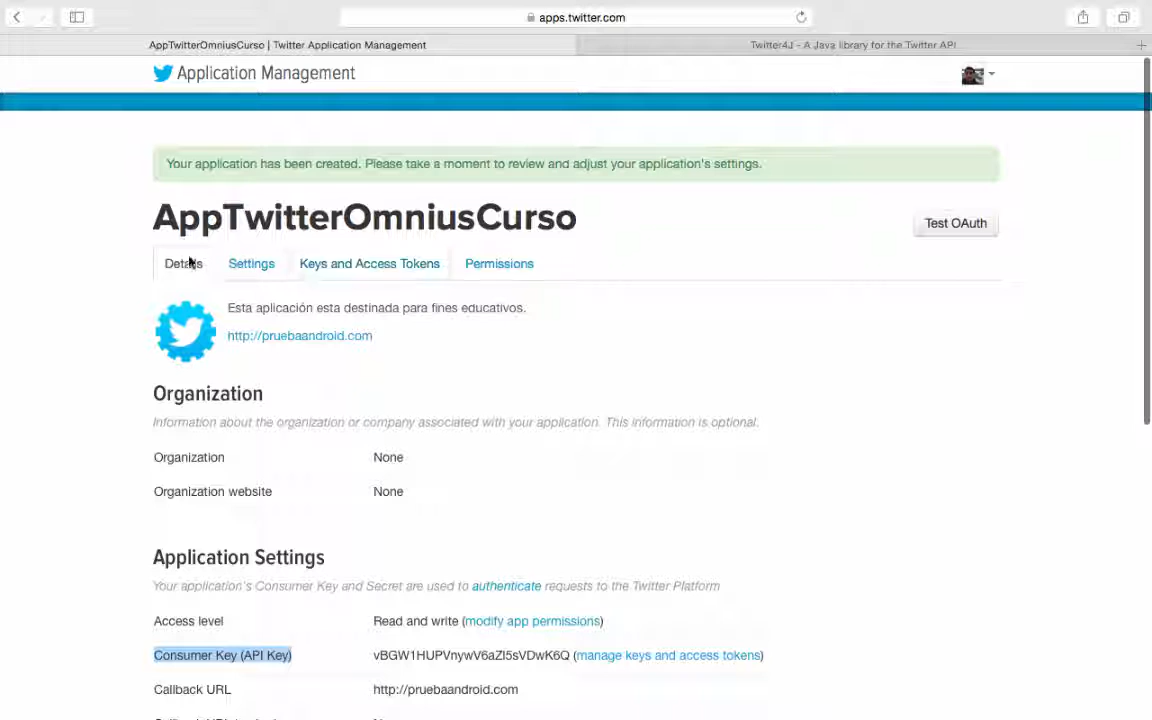 apps.twitter.com
AppTwitterOmniusCurso | Twitter Application Management
Twitter4J - A Java library for the Twitter API
Application Management
Your application has been created. Please take a moment to review and adjust your application's settings.
AppTwitterOmniusCurso
Test OAuth
Details Settings Keys and Access Tokens Permissions
Esta aplicación esta destinada para fines educativos.
http://pruebaandroid.com
Organization
Information about the organization or company associated with your application. This information is optional.
Organization None
Organization website None
Application Settings
Your application's Consumer Key and Secret are used to authenticate requests to the Twitter Platform
Access level Read and write (modify app permissions)
Consumer Key (API Key) vBGW1HUPVnywV6aZI5sVDwK6Q (manage keys and access tokens)
Callback URL http://pruebaandroid.com